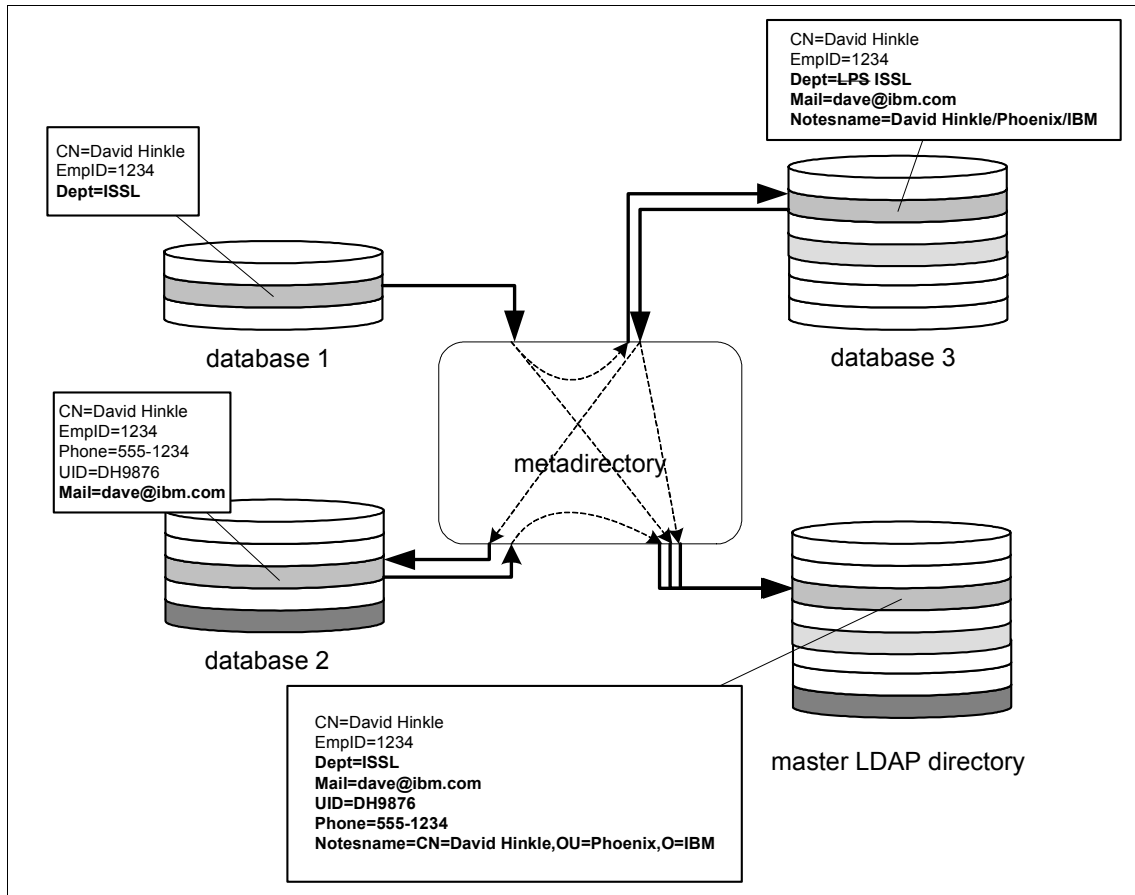 CN=David Hinkle
EmpID=1234
Dept=LPS ISSL
Mail=dave@ibm.com
Notesname=David Hinkle/Phoenix/IBM
CN=David Hinkle
EmpID=1234
Dept=ISSL
database 1
database 3
CN=David Hinkle
EmpID=1234
Phone=555-1234
UID=DH9876
Mail=dave@ibm.com
metadirectory
database 2
CN=David Hinkle
EmpID=1234
Dept=ISSL
Mail=dave@ibm.com
UID=DH9876
Phone=555-1234
Notesname=CN=David Hinkle,OU=Phoenix,O=IBM
master LDAP directory